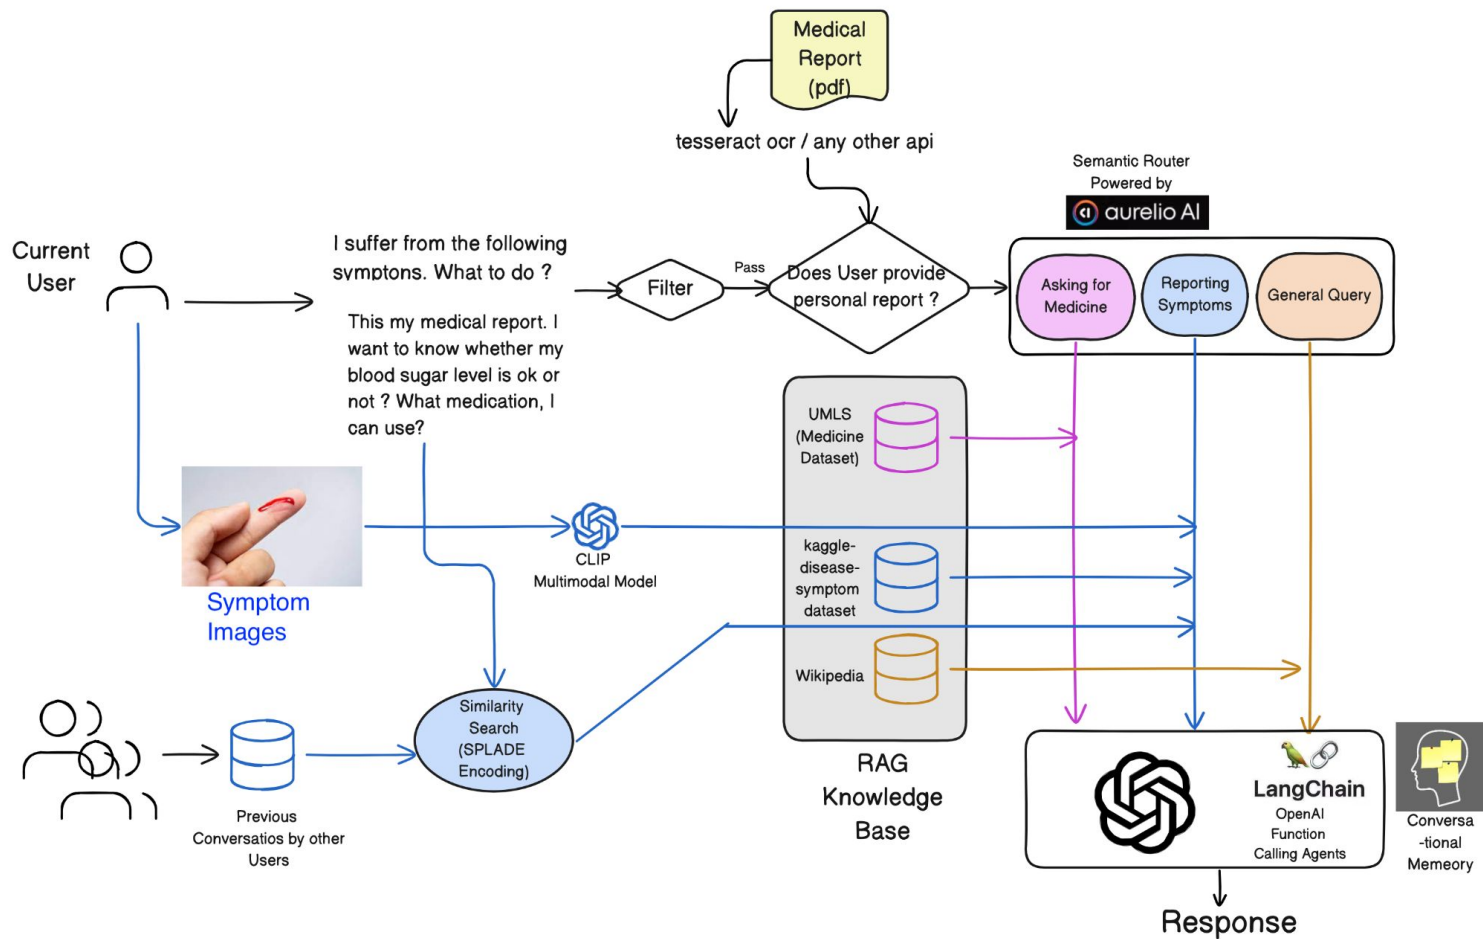 Medical
Report
(pdf)
tesseract ocr / any other api
Semantic Router
Powered by
aurelio AI
Current
User
I suffer from the following
symptons. What to do ?
This my medical report. I
want to know whether my
blood sugar level is ok or
not ? What medication, I
can use?
Filter
Pass
Does User provide
personal report ?
Asking for
Medicine
Reporting
Symptoms
General Query
UMLS
(Medicine
Dataset)
CLIP
Multimodal Model
kaggle-
disease-
symptom
dataset
Symptom
Images
Wikipedia
Similarity
Search
(SPLADE
Encoding)
RAG
Knowledge
Base
Previous
Conversatios by other
Users
LangChain
OpenAI
Function
Calling Agents
Conversa
-tional
Memeory
Response